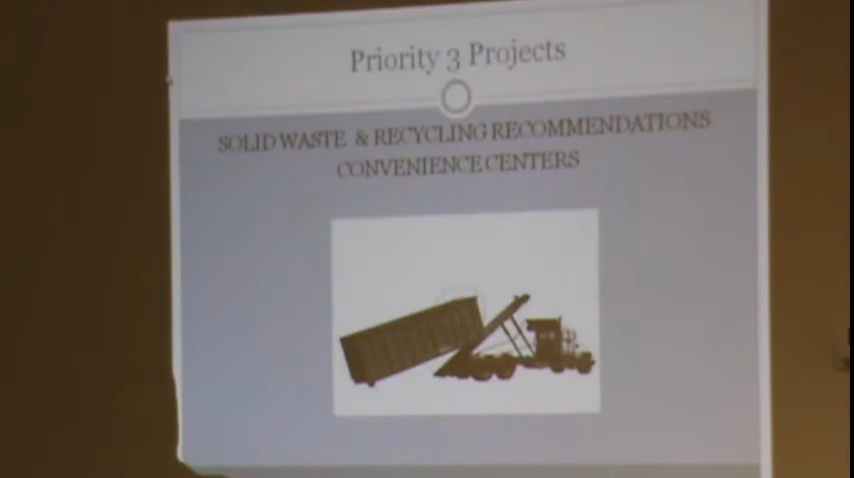 Priority 3 Projects
SOLID WASTE & RECYCLING RECOMMENDATIONS
CONVENIENCE CENTERS